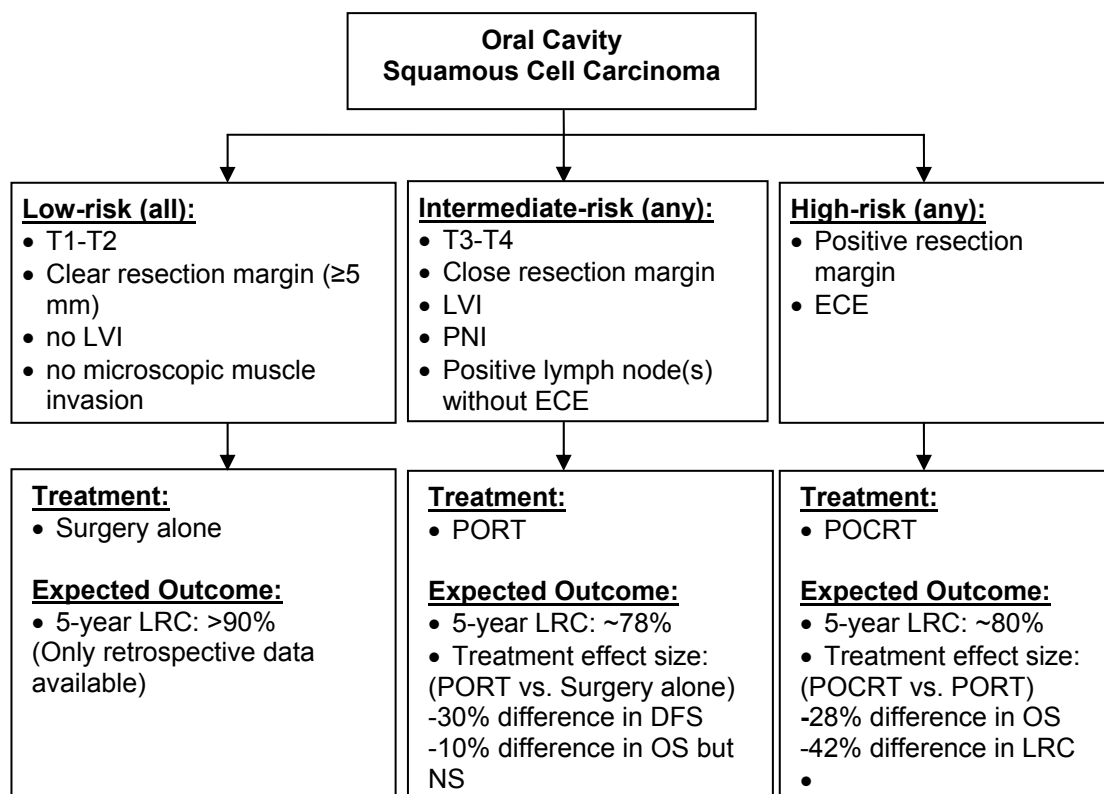 Oral Cavity
Squamous Cell Carcinoma
Low-risk (all):
• T1-T2
• Clear resection margin (≥5
mm)
• no LVI
• no microscopic muscle
invasion
Intermediate-risk (any):
• T3-T4
• Close resection margin
• LVI
• PNI
• Positive lymph node(s)
without ECE
High-risk (any):
• Positive resection
margin
• ECE
Treatment:
• Surgery alone
Expected Outcome:
• 5-year LRC: >90%
(Only retrospective data
available)
Treatment:
• PORT
Expected Outcome:
• 5-year LRC: ~78%
• Treatment effect size:
(PORT vs. Surgery alone)
-30% difference in DFS
-10% difference in OS but
NS
Treatment:
• POCRT
Expected Outcome:
• 5-year LRC: ~80%
• Treatment effect size:
(POCRT vs. PORT)
-28% difference in OS
-42% difference in LRC
•